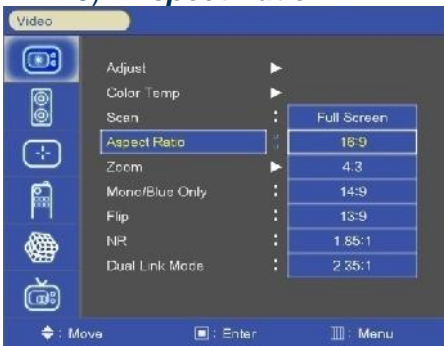 Video
Adjust
Color Temp
Scan : Full Screen
Aspect Ratio : 16:9
Zoom 4:3
Mono/Blue Only : 14:9
Flip : 13:9
NR : 1.85:1
Dual Link Mode : 2.35:1
: Move : Enter : Menu